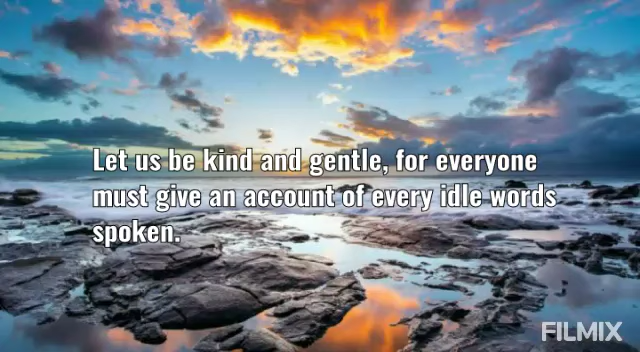 Let us be kind and gentle, for everyone
must give an account of every idle words
spoken.
FILMIX